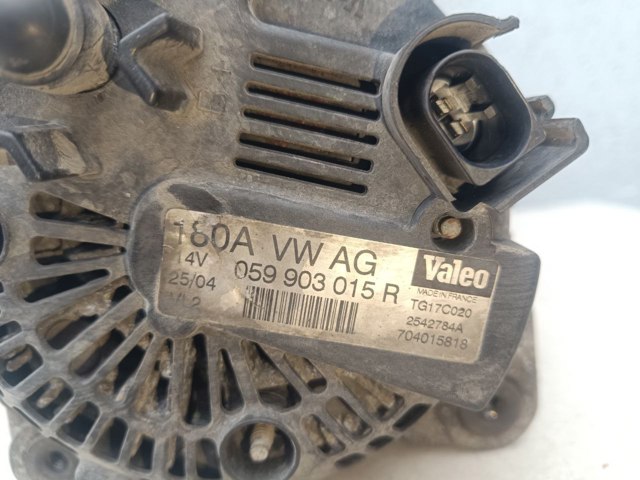 B+
180A VW AG
14V
25/04
059 903 015 R
Valeo
MADE IN FRANCE
TG17C020
2542784A
704015818